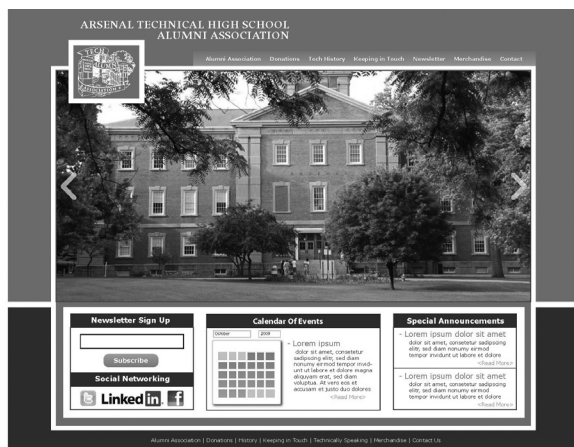 ARSENAL TECHNICAL HIGH SCHOOL
ALUMNI ASSOCIATION
TECH
ALUMNI
ASSOCIATION
Alumni Association Donations Tech History Keeping in Touch Newsletter Merchandise Contact
Newsletter Sign Up
Subscribe
Social Networking
Linked in. f
Calendar Of Events
October 2009
- Lorem ipsum
dolor sit amet, consetetur
sadipscing elitr, sed diam
nonumy eirmod tempor invid-
unt ut labore et dolore magna
aliquyam erat, sed diam
voluptua. At vero eos et
accusam et justo duo dolores
<Read More>
Special Announcements
- Lorem ipsum dolor sit amet
dolor sit amet, consetetur
sadipscing elitr, sed diam
nonumy eirmod
tempor invidunt ut labore et dolore
<Read More>
- Lorem ipsum dolor sit amet
dolor sit amet, consetetur
sadipscing elitr, sed diam
nonumy eirmod
tempor invidunt ut labore et dolore
<Read More>
Alumni Association | Donations | History | Keeping in Touch | Technically Speaking | Merchandise | Contact Us